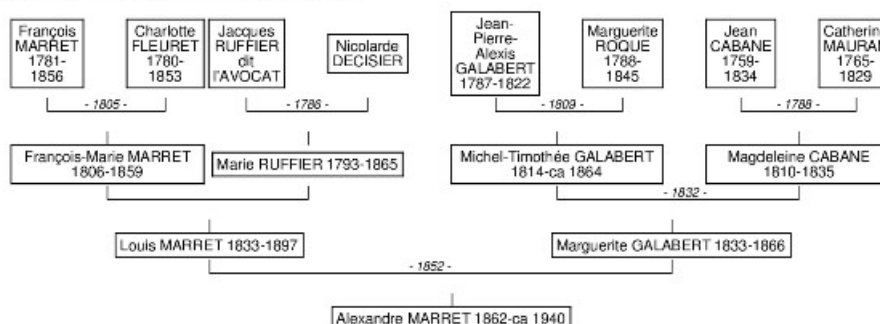 François
MARRET
1781-
1856
Charlotte
FLEURET
1780-
1853
Jacques
RUFFIER
dit
l'AVOCAT
Nicolarde
DECISIER
Jean-
Pierre-
Alexis
GALABERT
1787-1822
Marguerite
ROQUE
1788-
1845
Jean
CABANE
1759-
1834
Catherin
MAURAN
1765-
1829
- 1805 -
- 1786 -
- 1809 -
- 1788 -
François-Marie MARRET
1806-1859
Marie RUFFIER 1793-1865
Michel-Timothée GALABERT
1814-ca 1864
Magdeleine CABANE
1810-1835
- 1832 -
Louis MARRET 1833-1897
Marguerite GALABERT 1833-1866
- 1852 -
Alexandre MARRET 1862-ca 1940